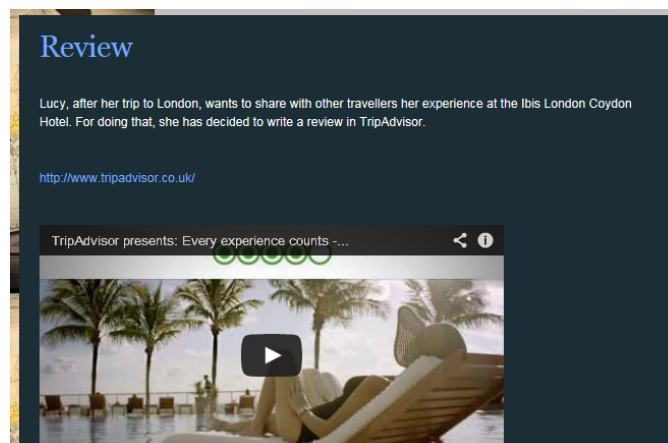 Review
Lucy, after her trip to London, wants to share with other travellers her experience at the Ibis London Coydon
Hotel. For doing that, she has decided to write a review in TripAdvisor.
http://www.tripadvisor.co.uk/
TripAdvisor presents: Every experience counts -...